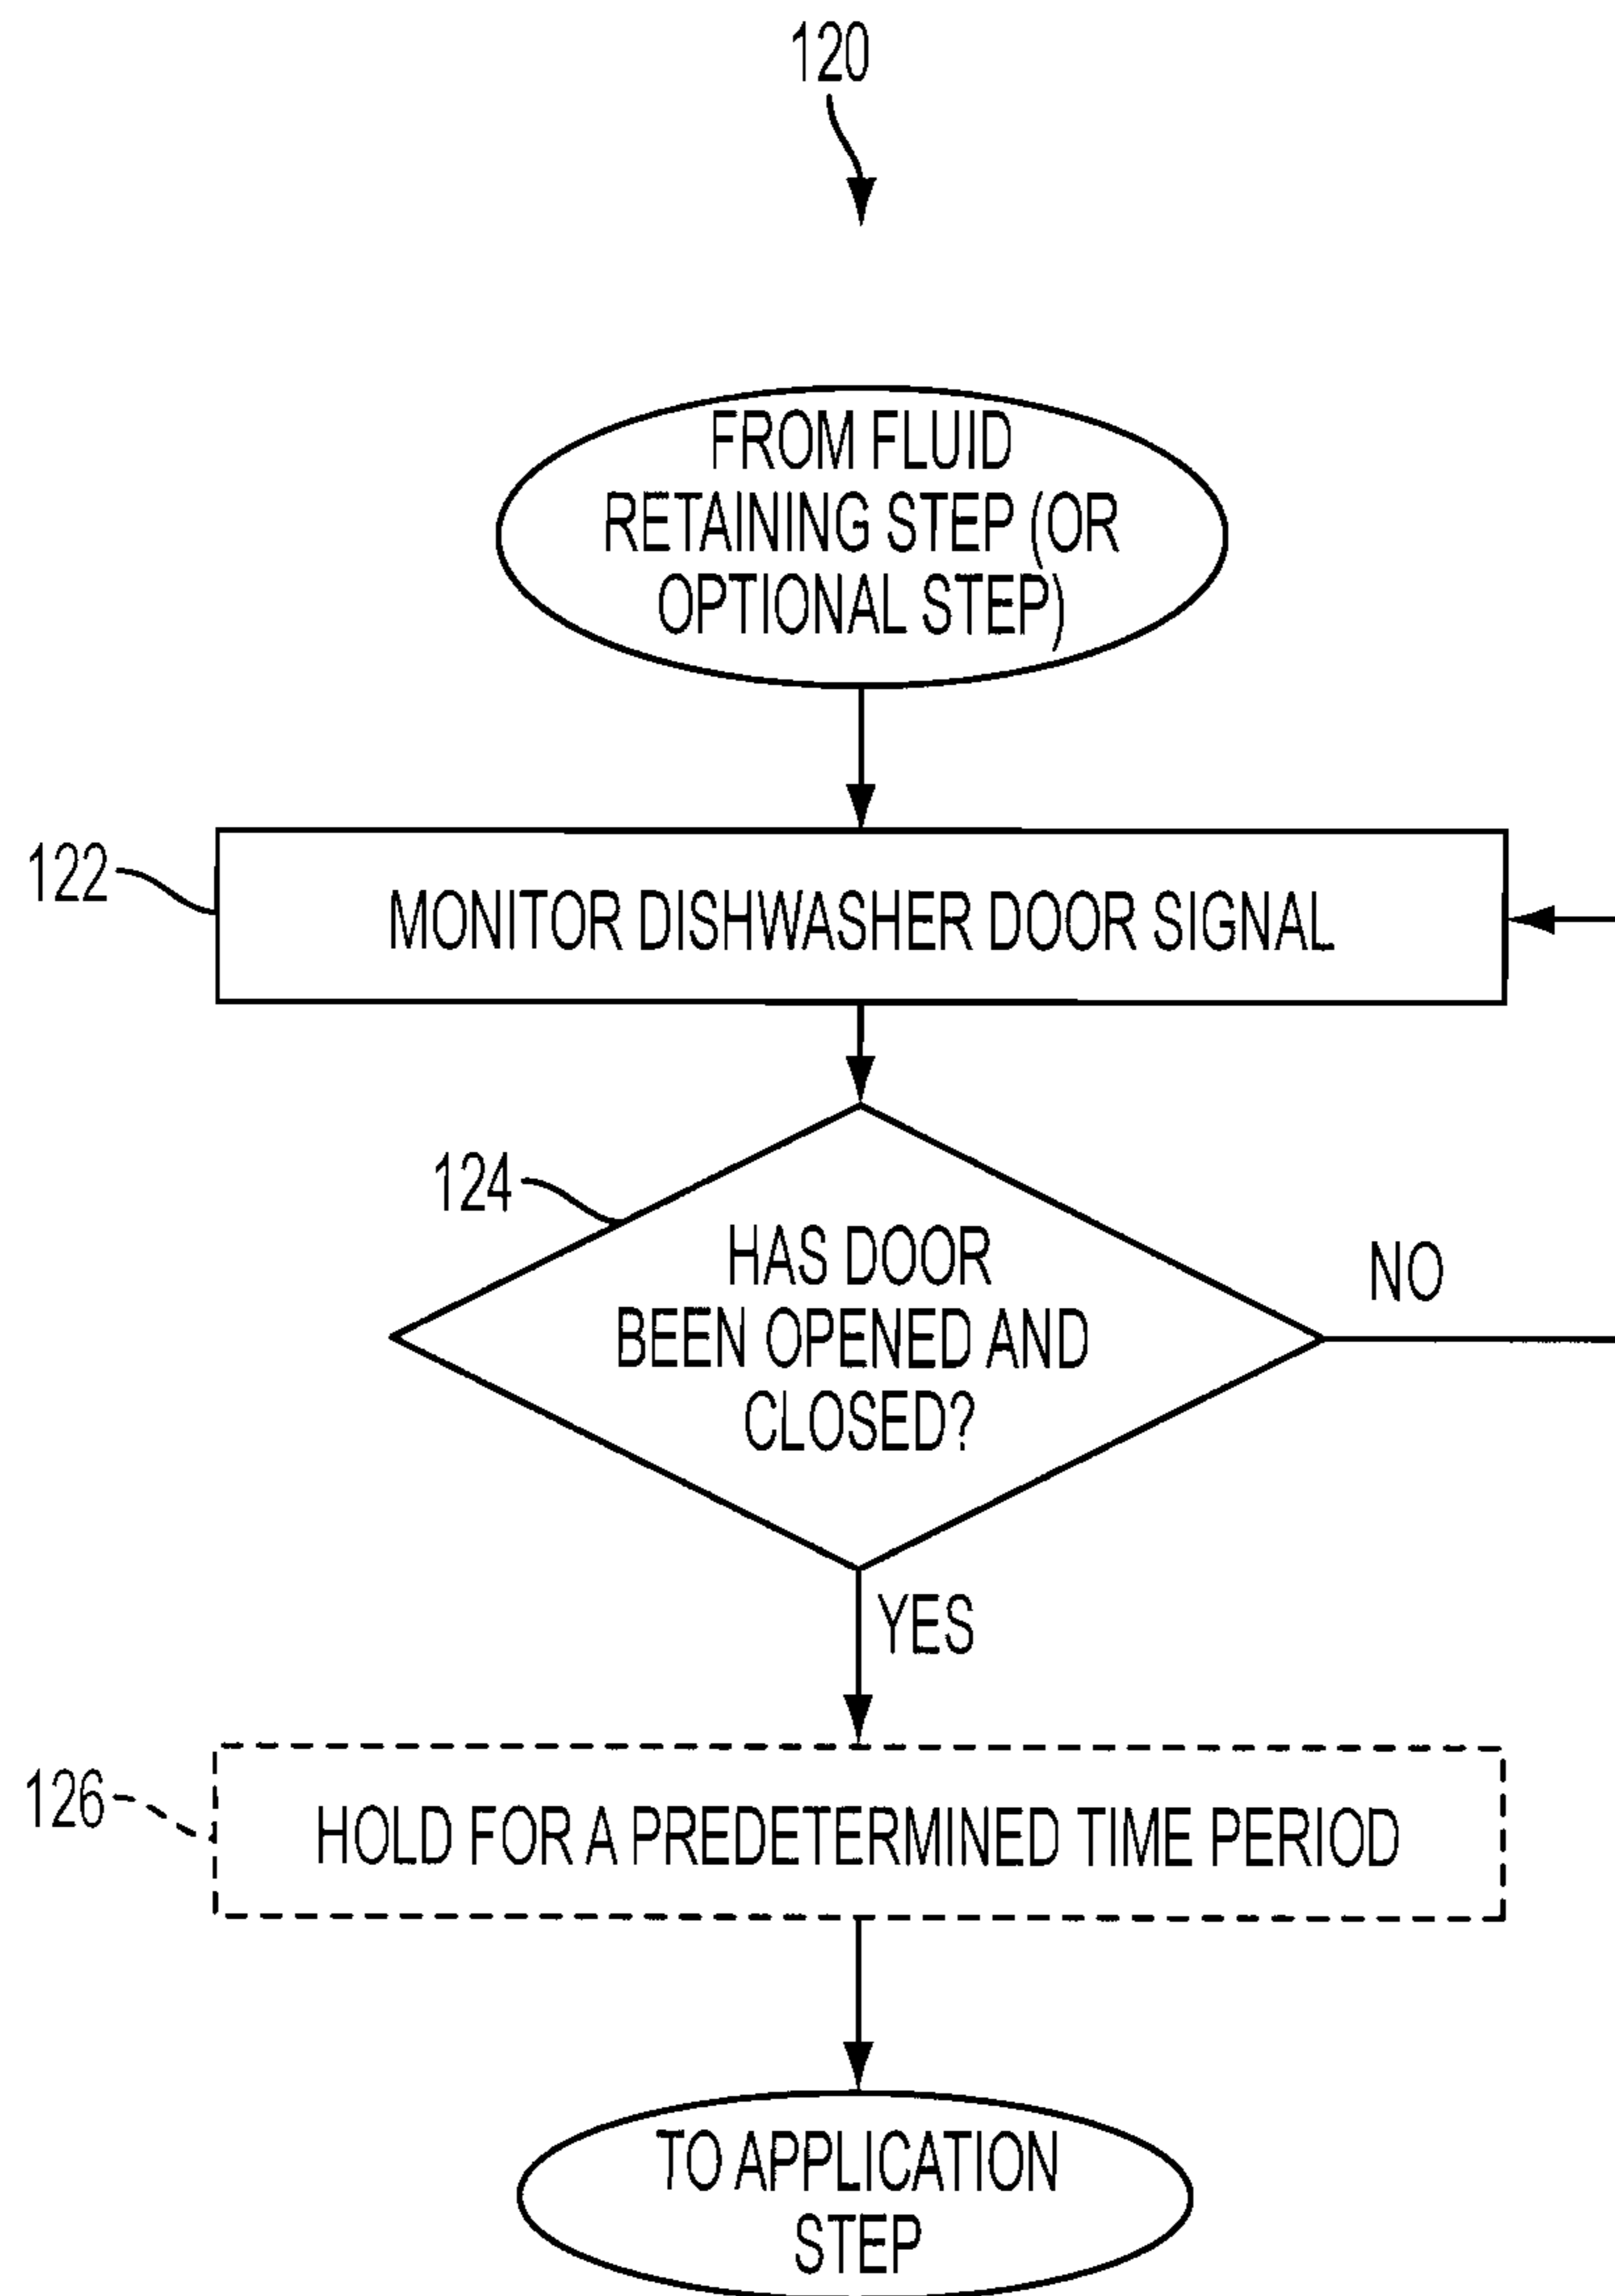 120
FROM FLUID
RETAINING STEP (OR
OPTIONAL STEP)
122
MONITOR DISHWASHER DOOR SIGNAL
124
HAS DOOR
BEEN OPENED AND
CLOSED?
NO
YES
126
HOLD FOR A PREDETERMINED TIME PERIOD
TO APPLICATION
STEP